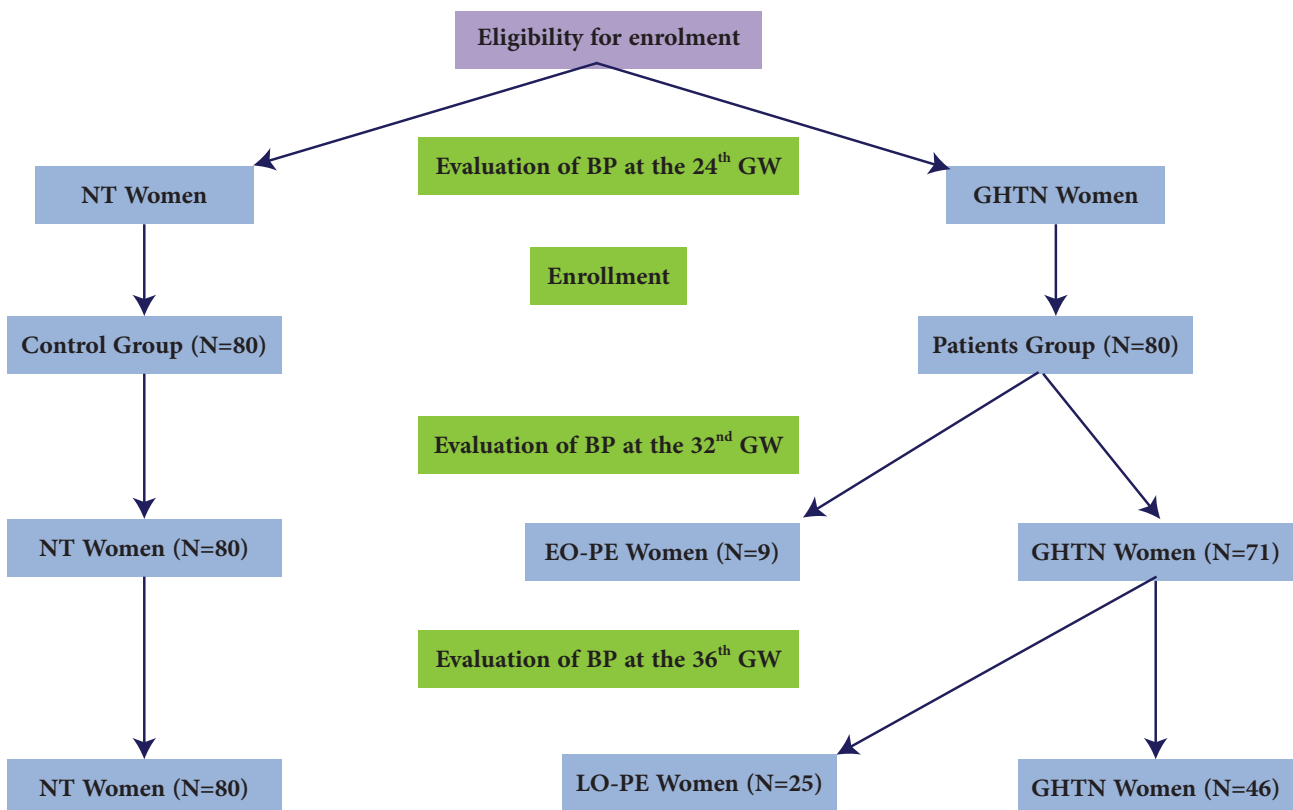 Eligibility for enrolment
Evaluation of BP at the 24th GW
NT Women
GHTN Women
Enrollment
Control Group (N=80)
Patients Group (N=80)
Evaluation of BP at the 32nd GW
NT Women (N=80)
EO-PE Women (N=9)
GHTN Women (N=71)
Evaluation of BP at the 36th GW
NT Women (N=80)
LO-PE Women (N=25)
GHTN Women (N=46)